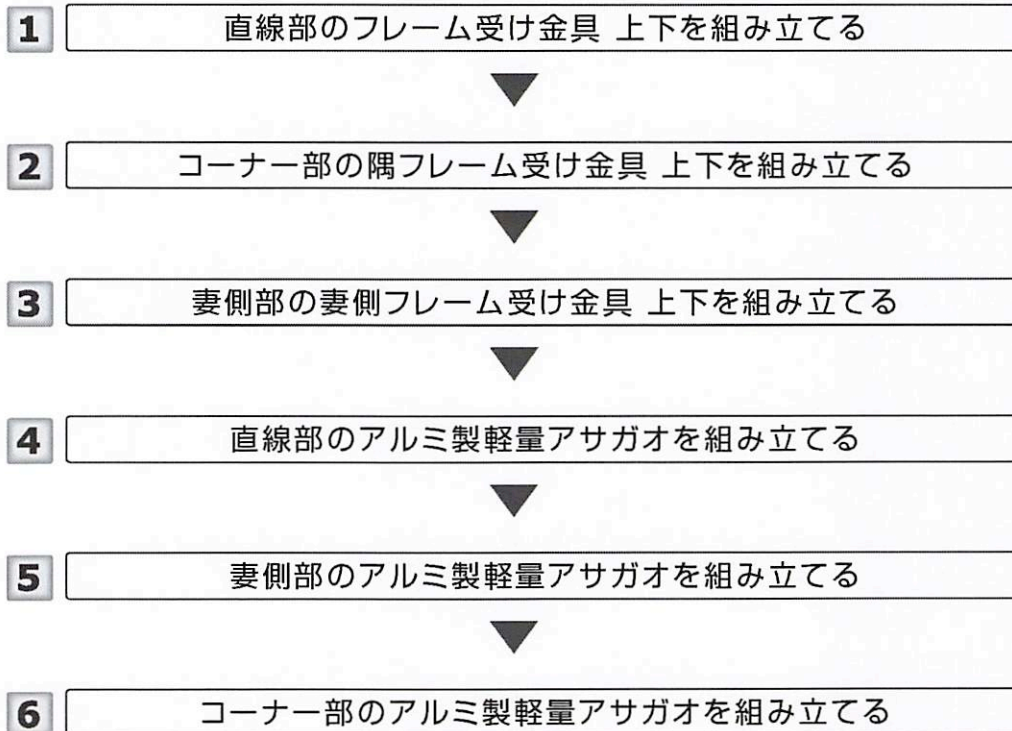 1 直線部のフレーム受け金具 上下を組み立てる
2 コーナー部の隅フレーム受け金具 上下を組み立てる
3 妻側部の妻側フレーム受け金具 上下を組み立てる
4 直線部のアルミ製軽量アサガオを組み立てる
5 妻側部のアルミ製軽量アサガオを組み立てる
6 コーナー部のアルミ製軽量アサガオを組み立てる